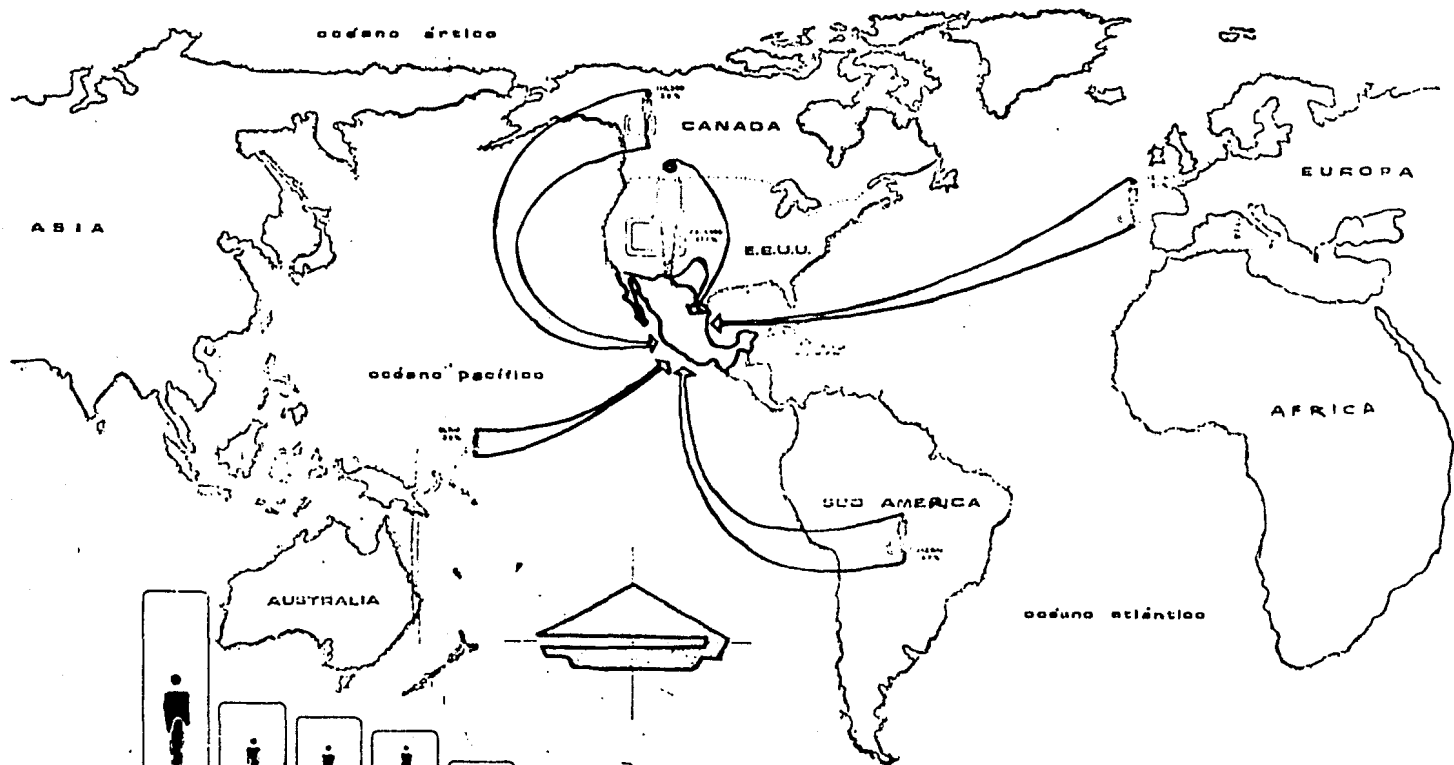 océano ártico
CANADA
EUROPA
ASIA
E.E.U.U.
océano pacífico
AFRICA
SUD AMERICA
AUSTRALIA
océano atlántico